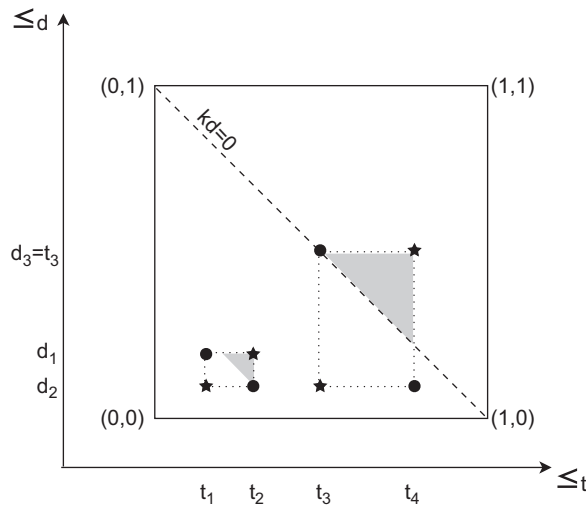 ≤d
(0,1)
(1,1)
kd=0
d3=t3
d1
d2
(0,0)
(1,0)
t1 t2 t3 t4
≤t